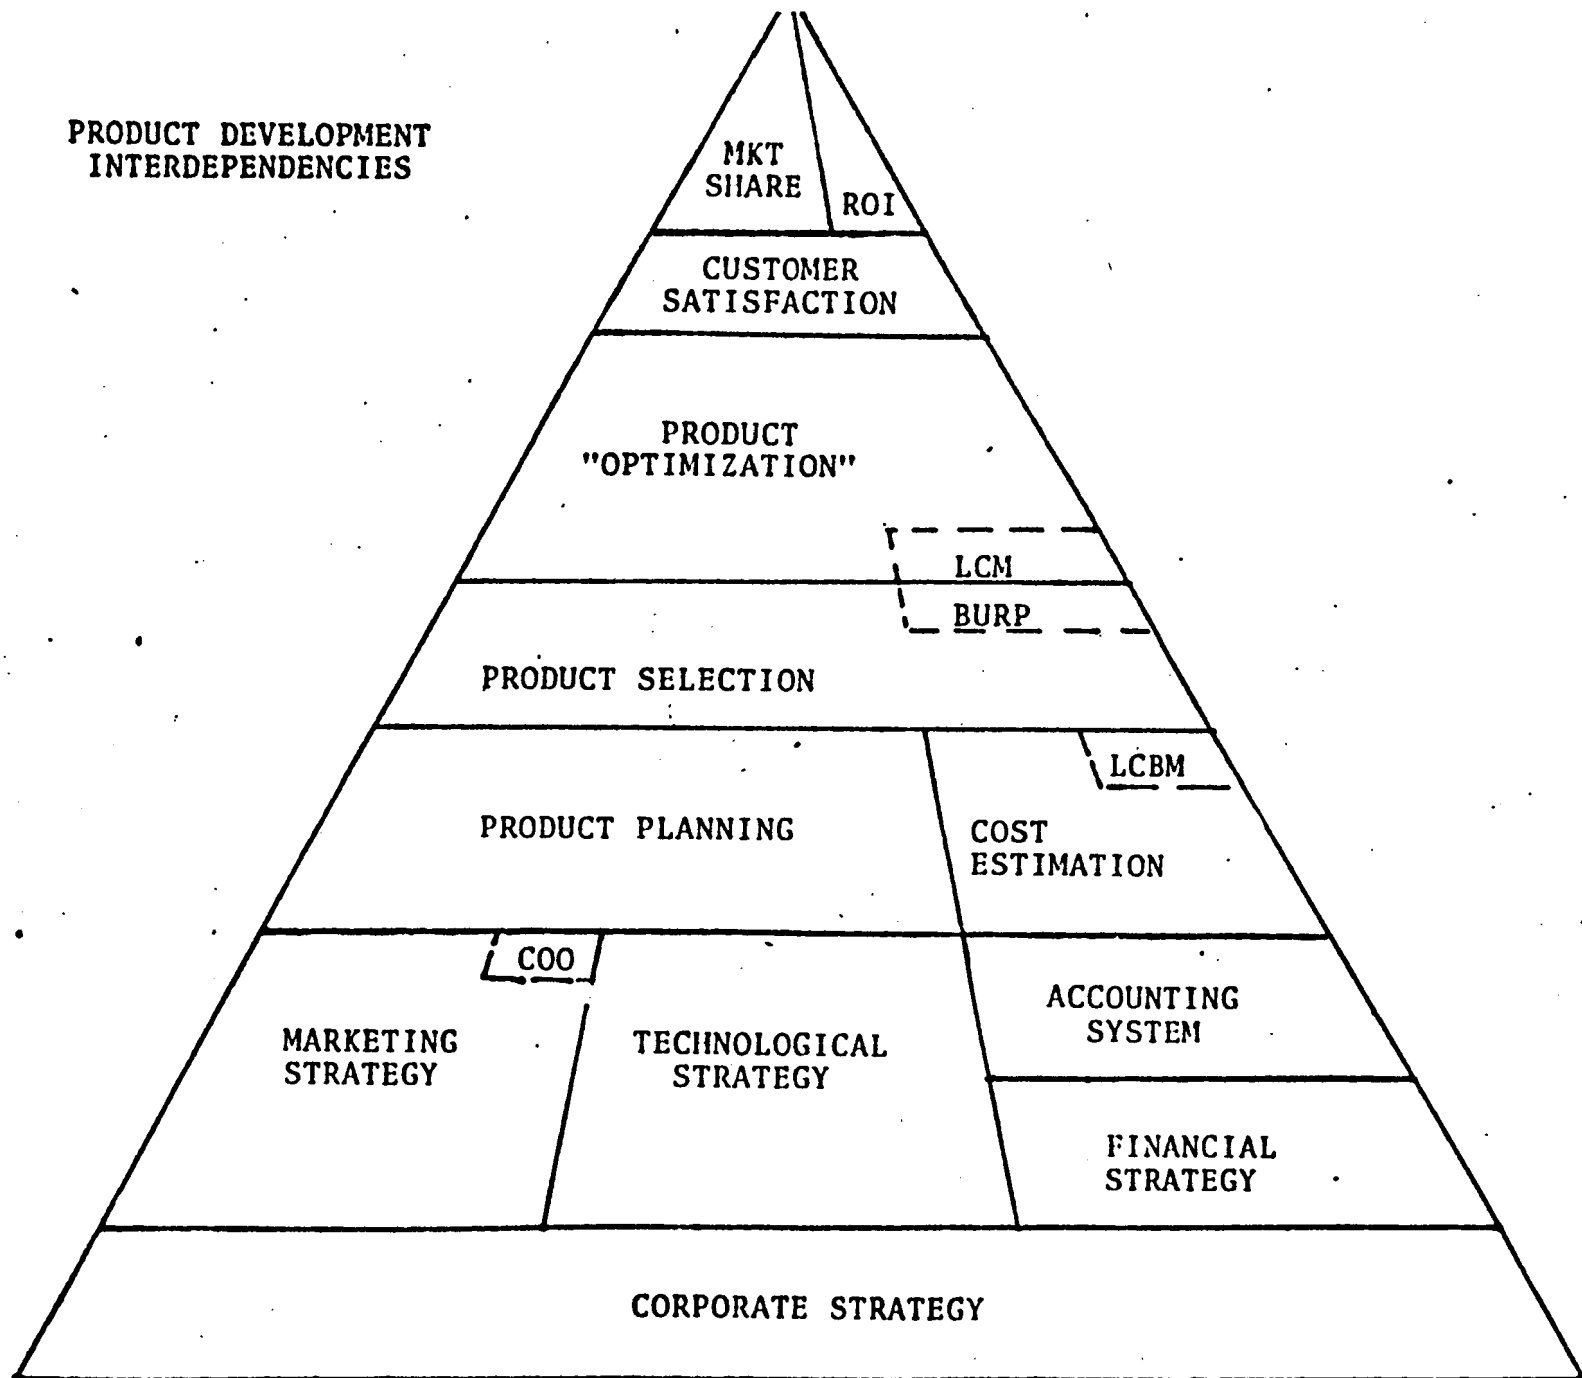 PRODUCT DEVELOPMENT
INTERDEPENDENCIES
MKT
SHARE
ROI
CUSTOMER
SATISFACTION
PRODUCT
"OPTIMIZATION"
LCM
BURP
PRODUCT SELECTION
LCBM
PRODUCT PLANNING
COST
ESTIMATION
COO
MARKETING
STRATEGY
TECHNOLOGICAL
STRATEGY
ACCOUNTING
SYSTEM
FINANCIAL
STRATEGY
CORPORATE STRATEGY